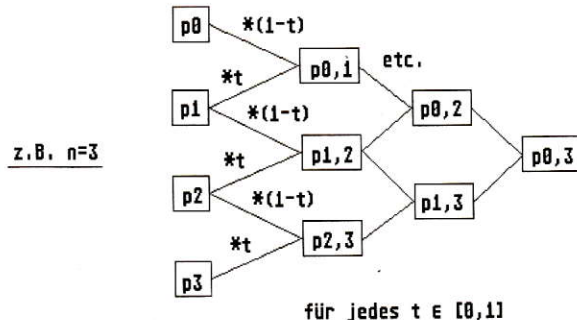 p0
*(1-t)
p0,1
etc.
*t
p1
*(1-t)
p0,2
z.B. n=3
*t
p1,2
p0,3
p2
*(1-t)
p1,3
*t
p2,3
p3
für jedes t ∈ [0,1]